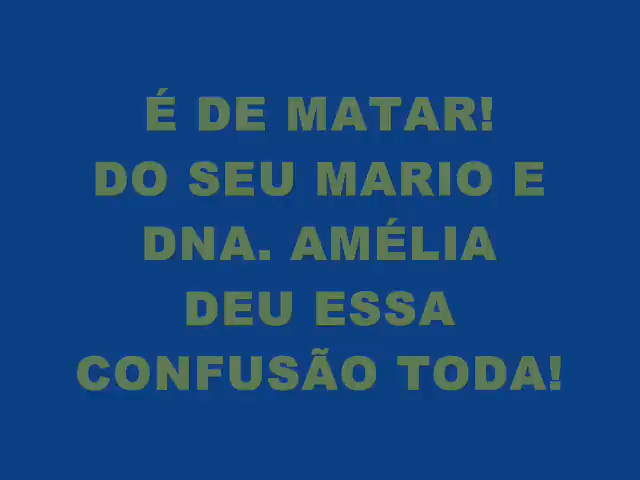 É DE MATAR!
DO SEU MARIO E
DNA. AMÉLIA
DEU ESSA
CONFUSÃO TODA!